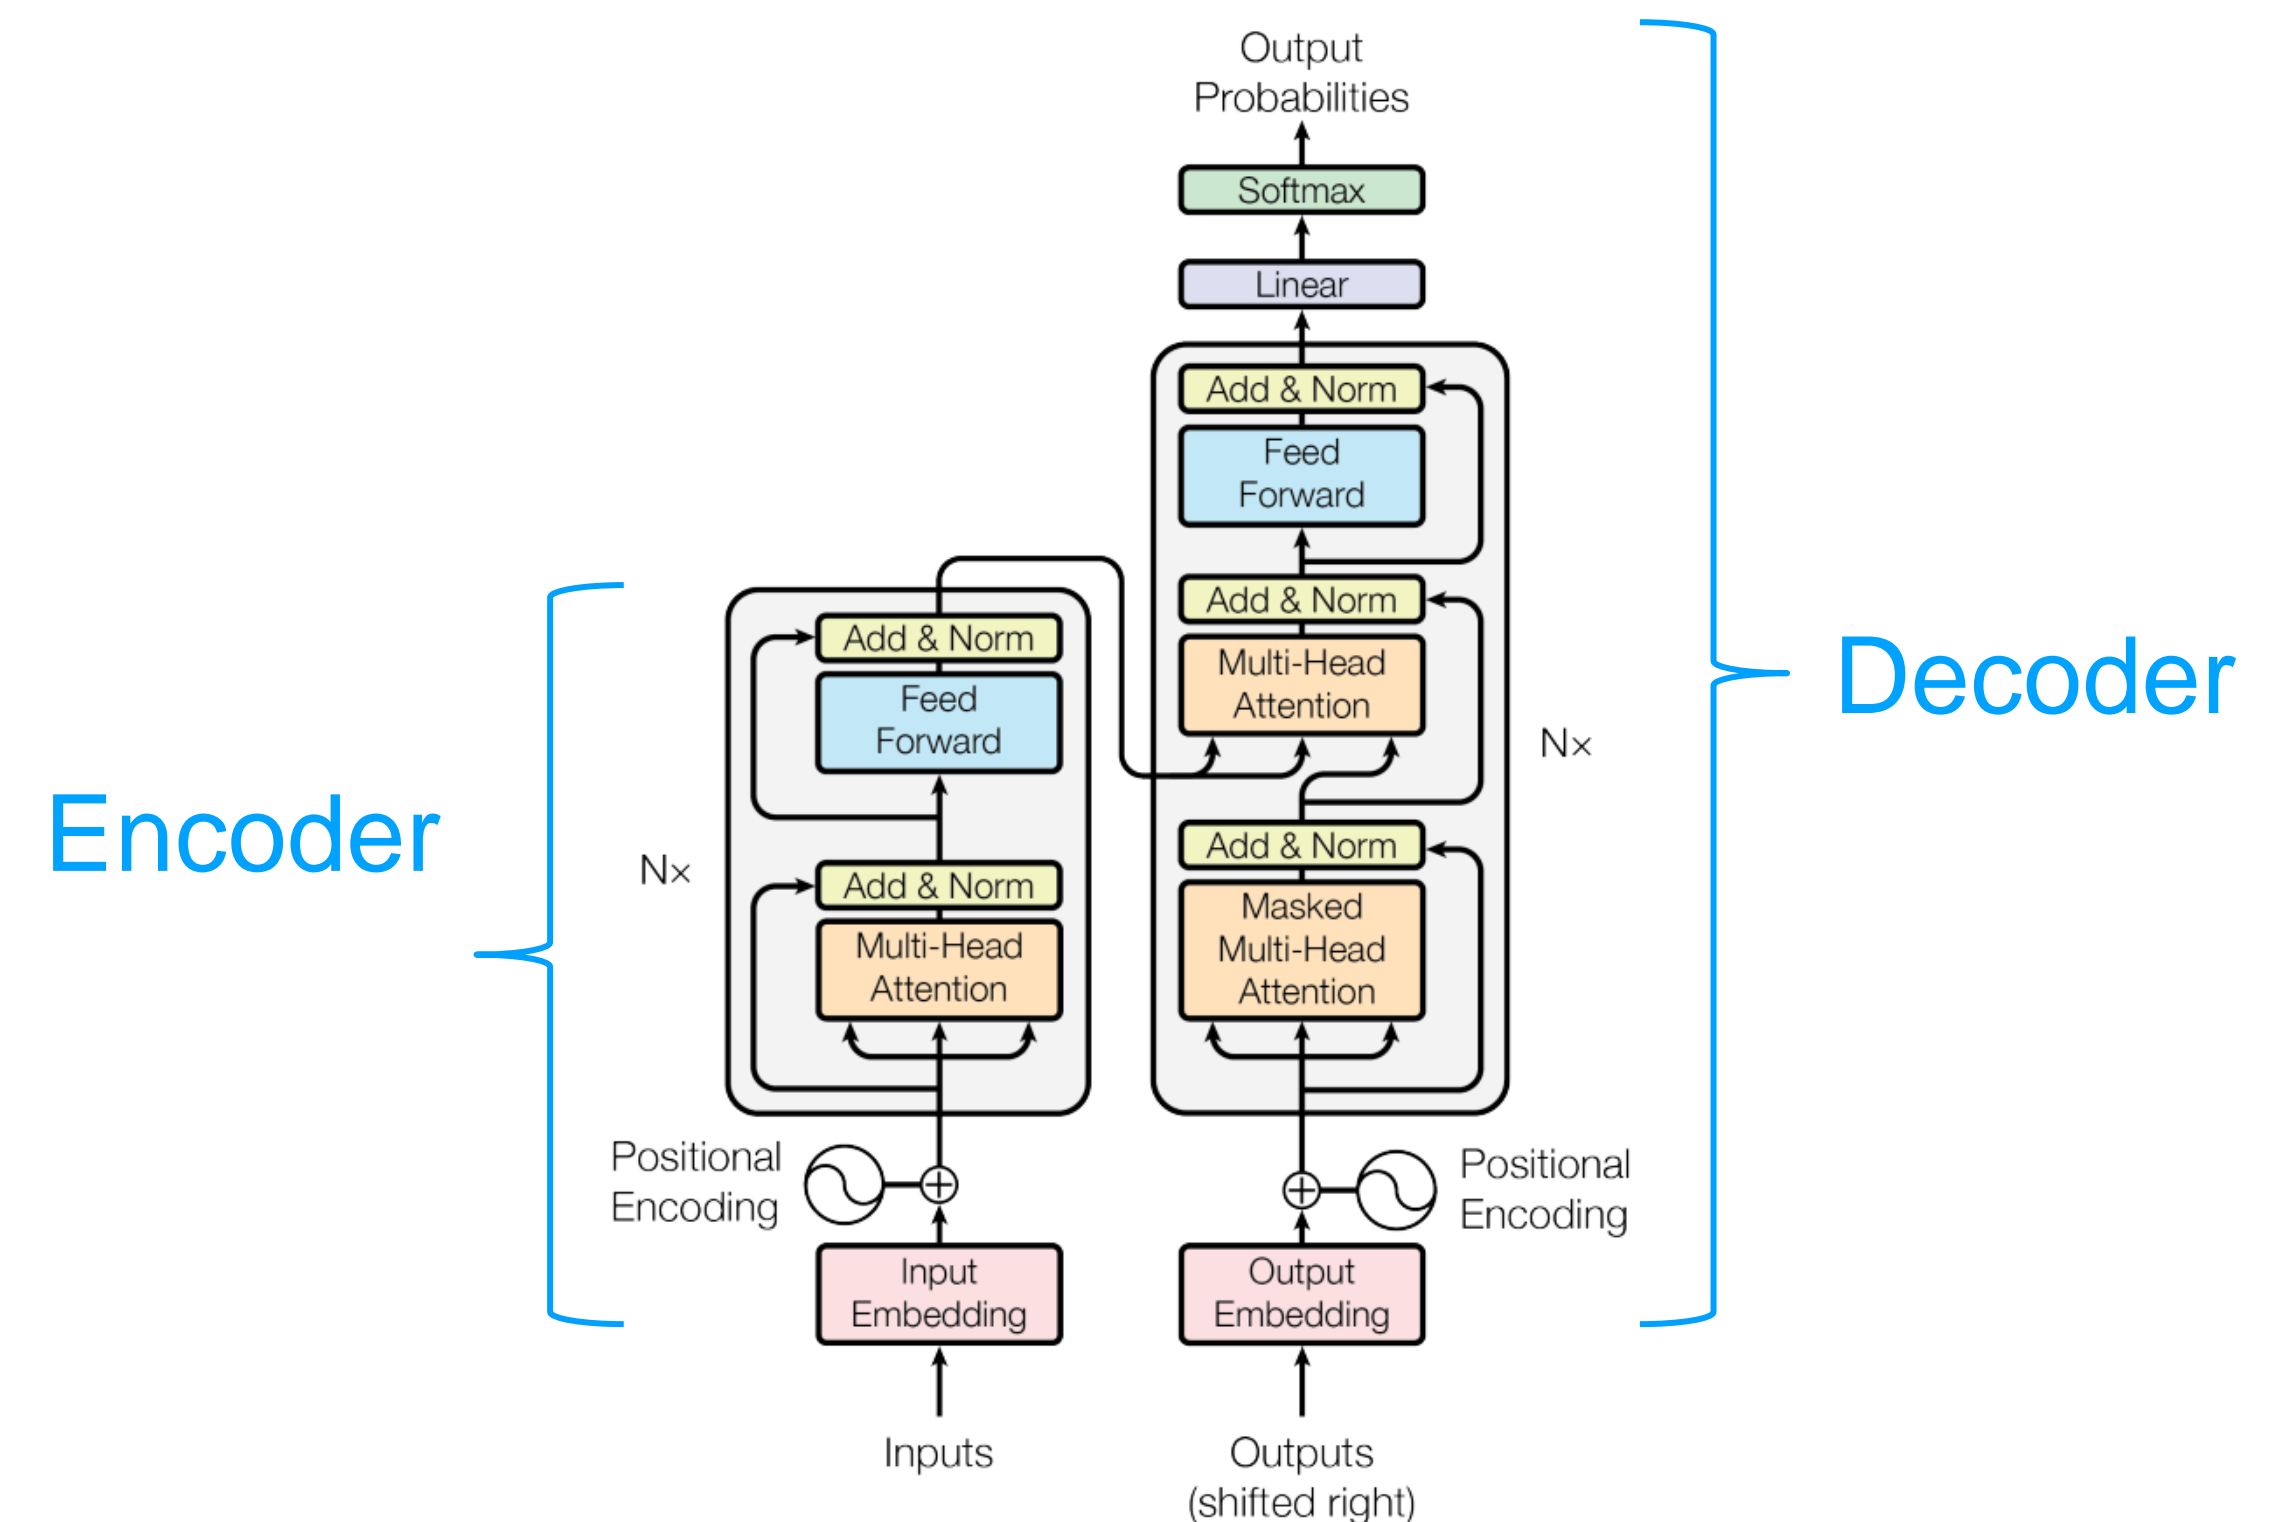 Output
Probabilities
Softmax
Linear
Add & Norm
Feed
Forward
Add & Norm
Multi-Head
Attention
Add & Norm
Masked
Multi-Head
Attention
N×
Positional
Encoding
Output
Embedding
Outputs
(shifted right)
Decoder
Add & Norm
Feed
Forward
Add & Norm
Multi-Head
Attention
N×
Positional
Encoding
Input
Embedding
Inputs
Encoder